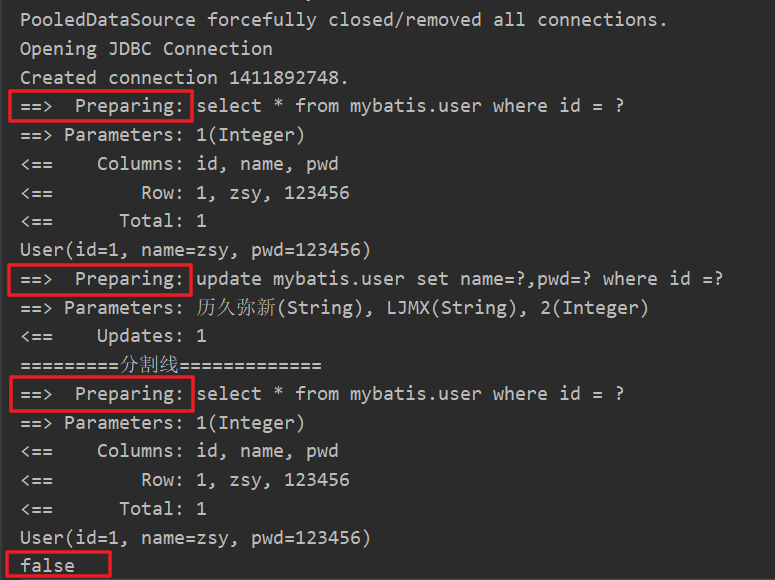 PooledDataSource forcefully closed/removed all connections.
Opening JDBC Connection
Created connection 1411892748.
==>  Preparing: select * from mybatis.user where id = ?
==> Parameters: 1(Integer)
<==    Columns: id, name, pwd
<==        Row: 1, zsy, 123456
<==      Total: 1
User(id=1, name=zsy, pwd=123456)
==>  Preparing: update mybatis.user set name=?,pwd=? where id =?
==> Parameters: 历久弥新(String), LJMX(String), 2(Integer)
<==    Updates: 1
=========分割线=============
==>  Preparing: select * from mybatis.user where id = ?
==> Parameters: 1(Integer)
<==    Columns: id, name, pwd
<==        Row: 1, zsy, 123456
<==      Total: 1
User(id=1, name=zsy, pwd=123456)
false